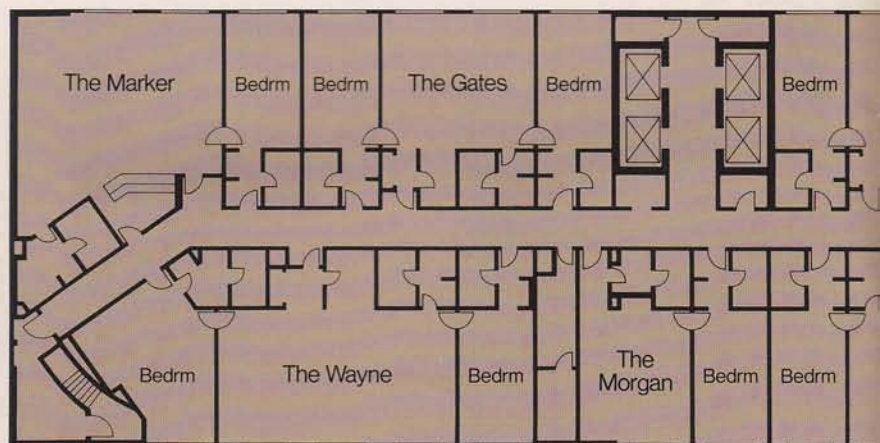 The Marker
Bedrm
Bedrm
The Gates
Bedrm
Bedrm
Bedrm
The Wayne
Bedrm
The
Morgan
Bedrm
Bedrm